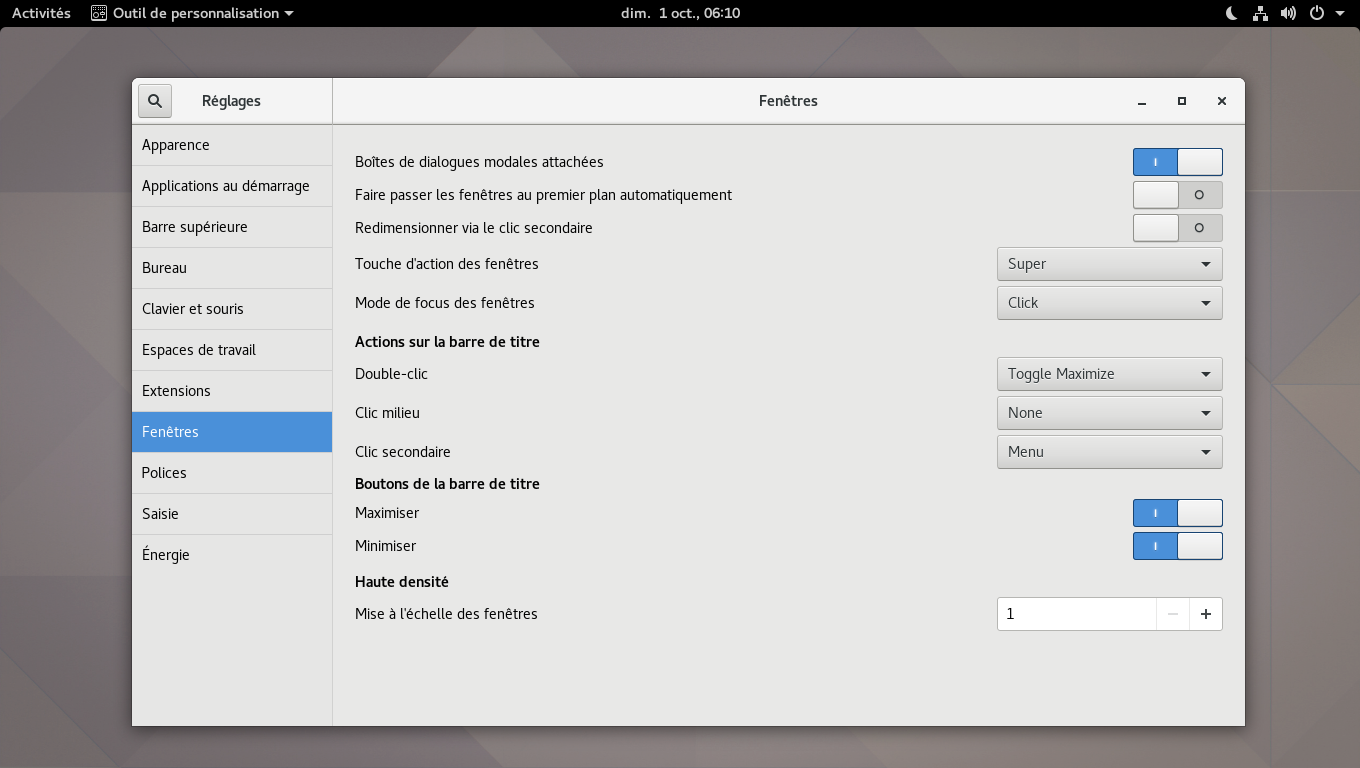 Activités Outil de personnalisation dim. 1 oct., 06:10
Réglages Fenêtres
Apparence
Applications au démarrage
Barre supérieure
Bureau
Clavier et souris
Espaces de travail
Extensions
Fenêtres
Polices
Saisie
Énergie
Boîtes de dialogues modales attachées
Faire passer les fenêtres au premier plan automatiquement
Redimensionner via le clic secondaire
Touche d'action des fenêtres Super
Mode de focus des fenêtres Click
Actions sur la barre de titre
Double-clic Toggle Maximize
Clic milieu None
Clic secondaire Menu
Boutons de la barre de titre
Maximiser
Minimiser
Haute densité
Mise à l'échelle des fenêtres 1